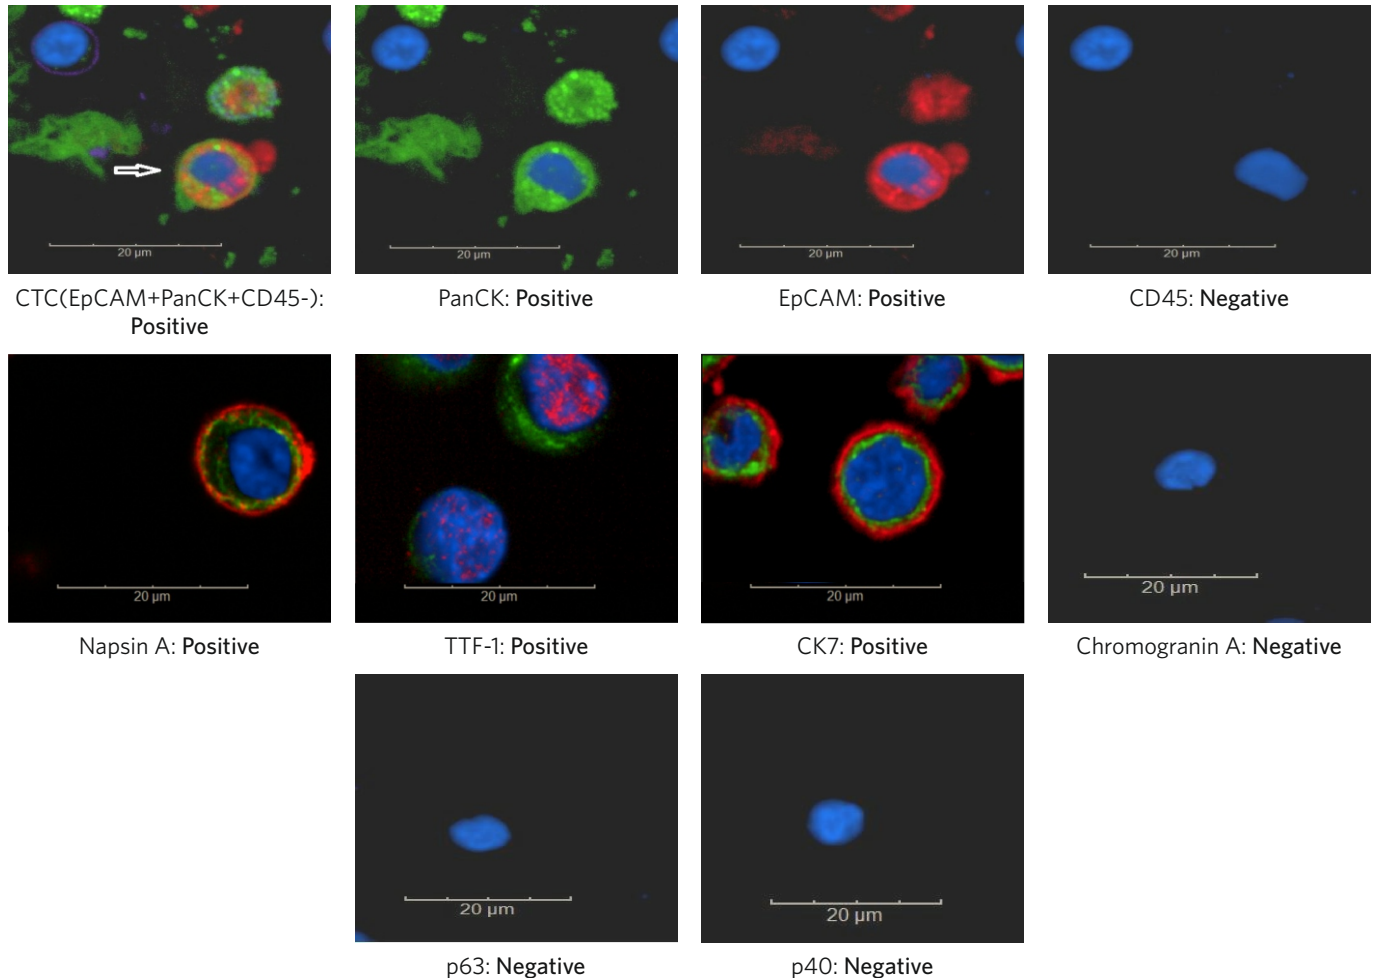 20 µm
20 µm
20 µm
20 µm
CTC(EpCAM+PanCK+CD45-):
Positive
PanCK: Positive
EpCAM: Positive
CD45: Negative
20 µm
20 µm
20 µm
20 µm
Napsin A: Positive
TTF-1: Positive
CK7: Positive
Chromogranin A: Negative
20 µm
20 µm
p63: Negative
p40: Negative